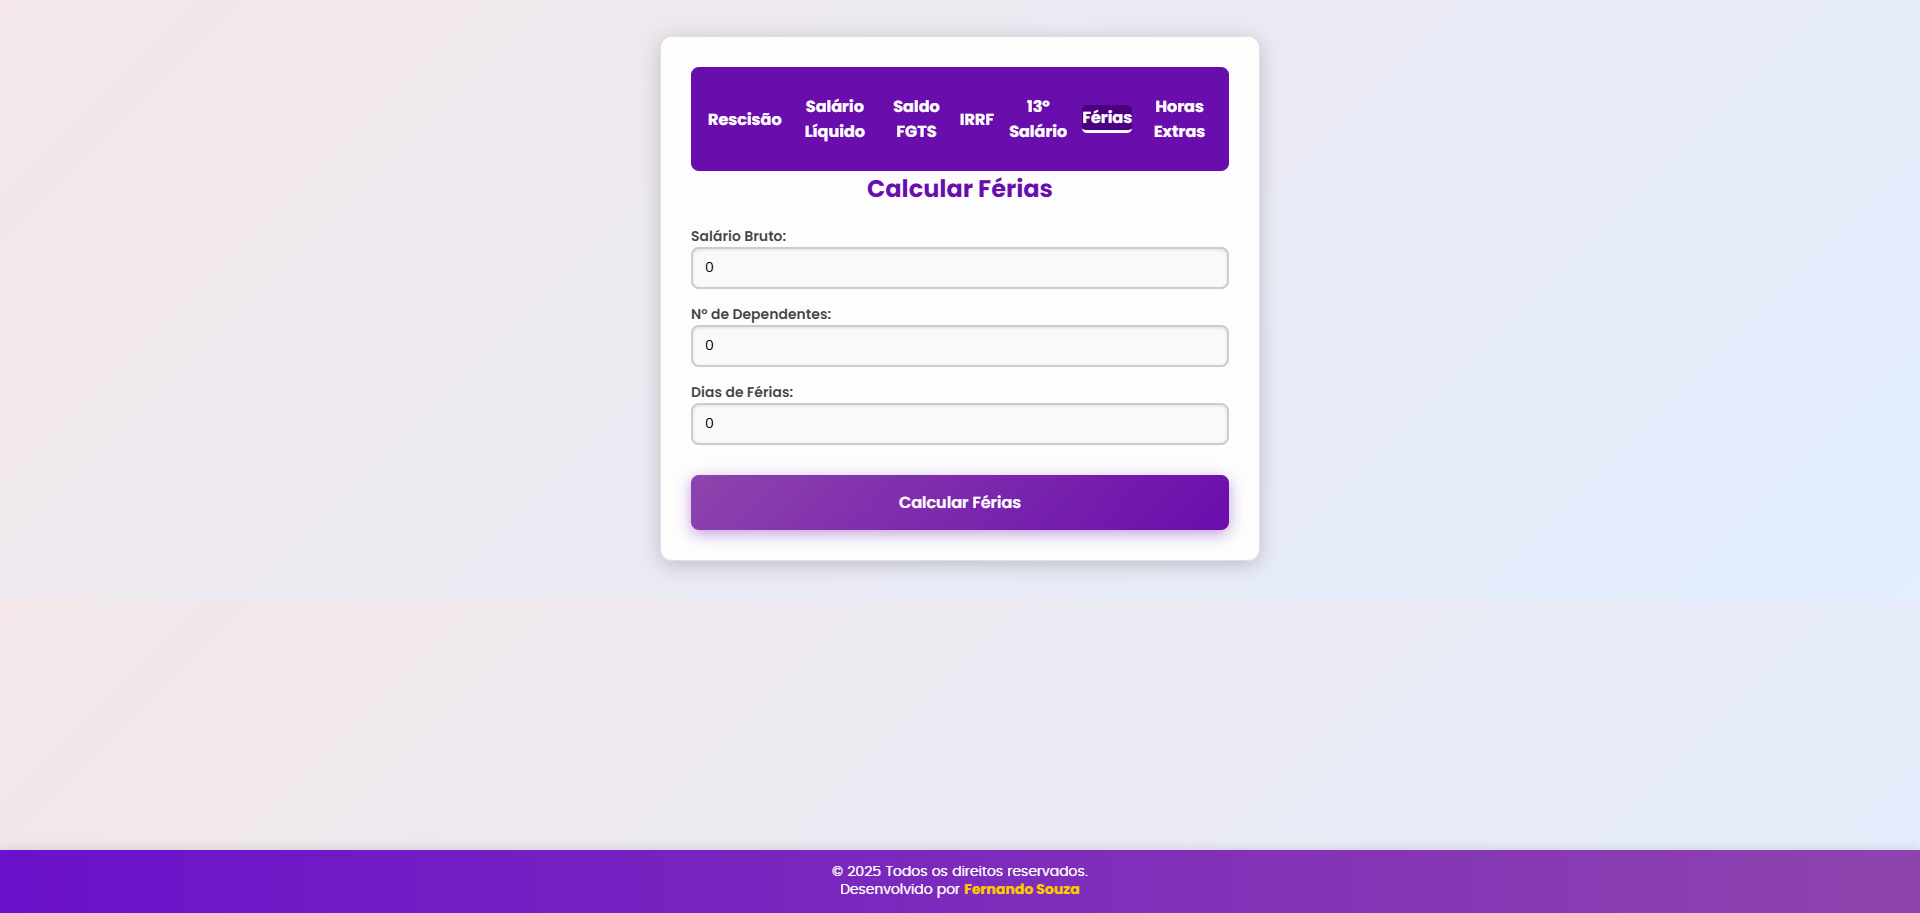 Rescisão
Salário
Líquido
Saldo
FGTS
IRRF
13º
Salário
Férias
Horas
Extras
Calcular Férias
Salário Bruto:
0
Nº de Dependentes:
0
Dias de Férias:
0
Calcular Férias
© 2025 Todos os direitos reservados.
Desenvolvido por Fernando Souza